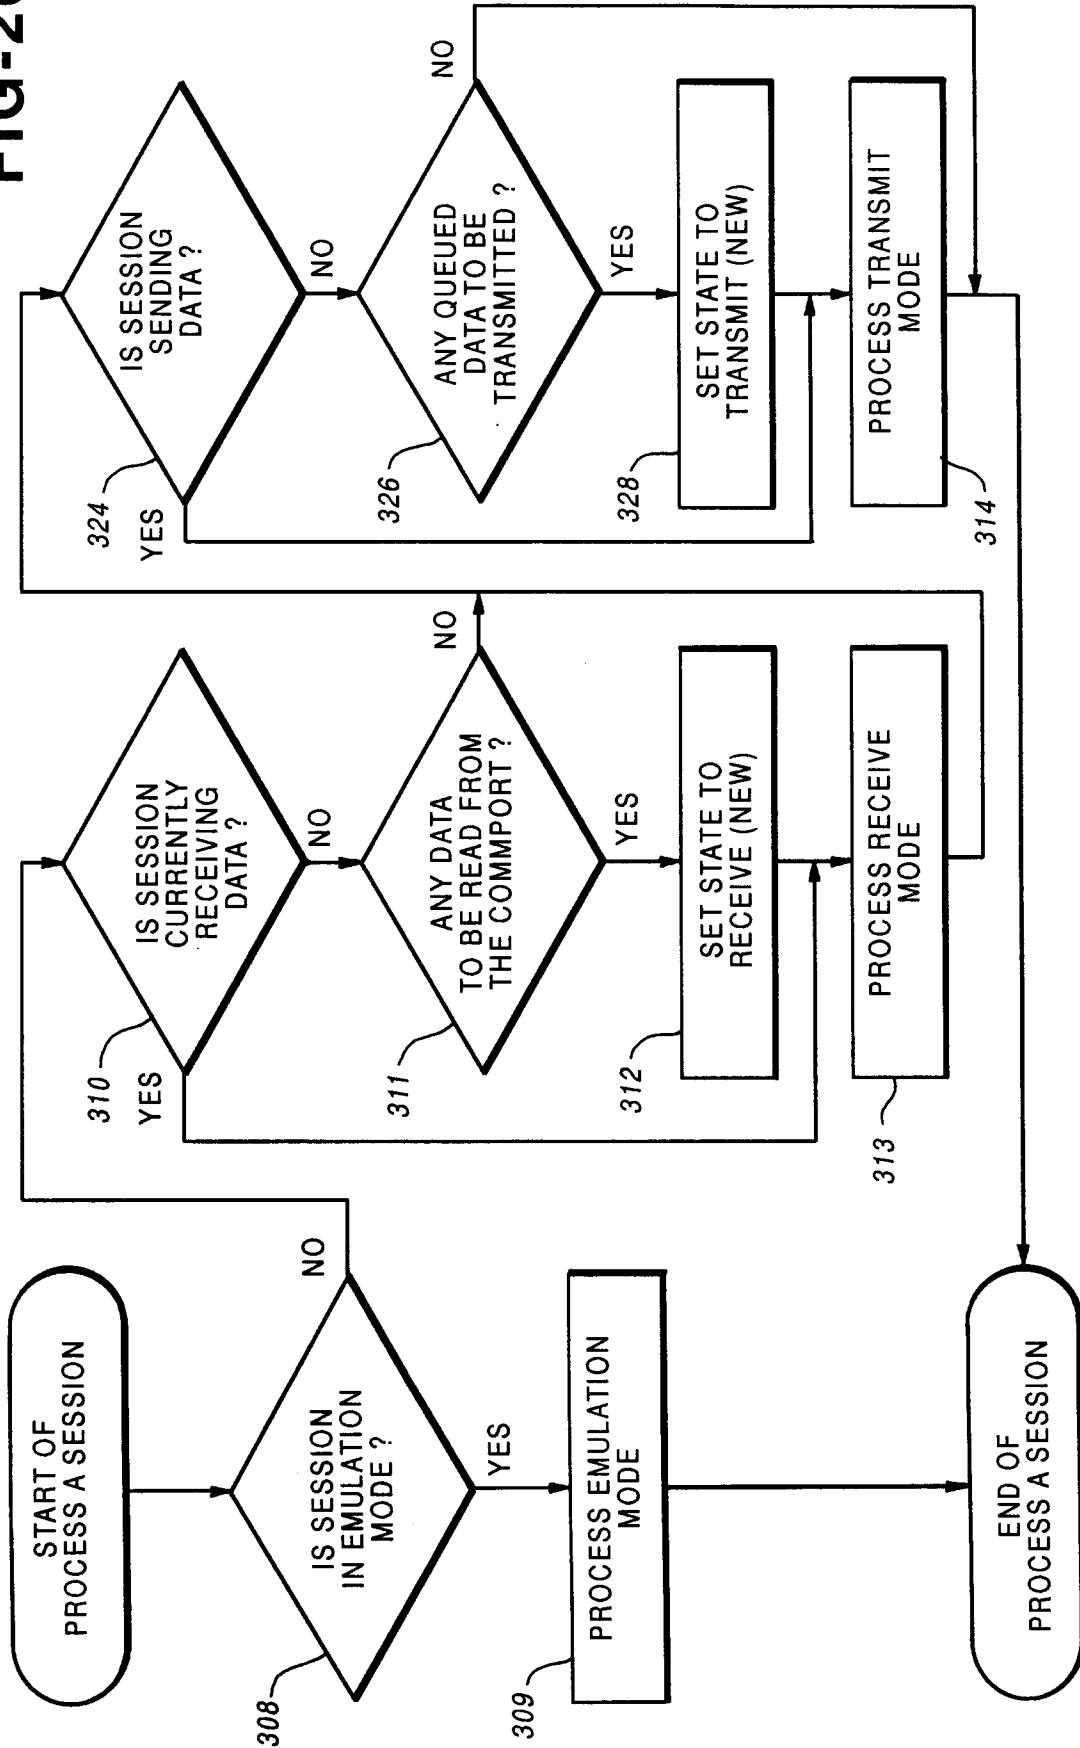 START OF
PROCESS A SESSION
308
IS SESSION
IN EMULATION
MODE ?
NO
YES
309
PROCESS EMULATION
MODE
END OF
PROCESS A SESSION
310
IS SESSION
CURRENTLY
RECEIVING
DATA ?
YES
NO
311
ANY DATA
TO BE READ FROM
THE COMMPORT ?
NO
YES
312
SET STATE TO
RECEIVE (NEW)
313
PROCESS RECEIVE
MODE
324
IS SESSION
SENDING
DATA ?
YES
NO
326
ANY QUEUED
DATA TO BE
TRANSMITTED ?
NO
YES
328
SET STATE TO
TRANSMIT (NEW)
314
PROCESS TRANSMIT
MODE